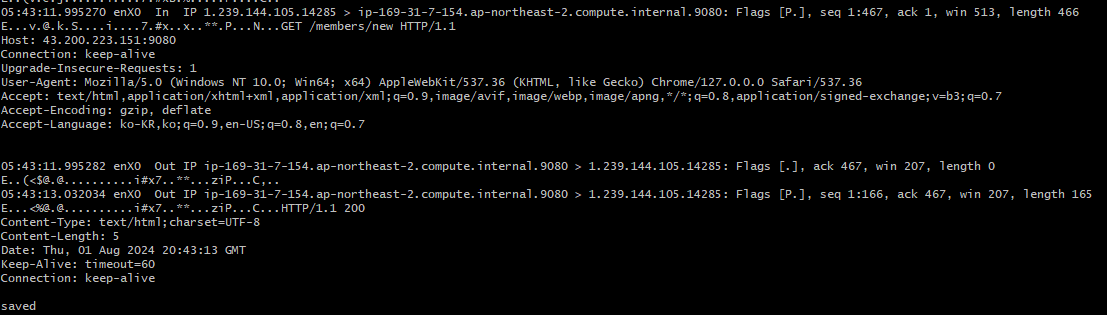 05:43:11.995270 enX0  In  IP 1.239.144.105.14285 > ip-169-31-7-154.ap-northeast-2.compute.internal.9080: Flags [P.], seq 1:467, ack 1, win 513, length 466
E...v.@.k.S....i....7.#x..x..**.P...N...GET /members/new HTTP/1.1
Host: 43.200.223.151:9080
Connection: keep-alive
Upgrade-Insecure-Requests: 1
User-Agent: Mozilla/5.0 (Windows NT 10.0; Win64; x64) AppleWebKit/537.36 (KHTML, like Gecko) Chrome/127.0.0.0 Safari/537.36
Accept: text/html,application/xhtml+xml,application/xml;q=0.9,image/avif,image/webp,image/apng,*/*;q=0.8,application/signed-exchange;v=b3;q=0.7
Accept-Encoding: gzip, deflate
Accept-Language: ko-KR,ko;q=0.9,en-US;q=0.8,en;q=0.7
05:43:11.995282 enX0  Out IP ip-169-31-7-154.ap-northeast-2.compute.internal.9080 > 1.239.144.105.14285: Flags [.], ack 467, win 207, length 0
E..(<$@.@..........i#x7..**...ziP...C,..
05:43:13.032034 enX0  Out IP ip-169-31-7-154.ap-northeast-2.compute.internal.9080 > 1.239.144.105.14285: Flags [P.], seq 1:166, ack 467, win 207, length 165
E...<%@.@..........i#x7..**...ziP...C...HTTP/1.1 200
Content-Type: text/html;charset=UTF-8
Content-Length: 5
Date: Thu, 01 Aug 2024 20:43:13 GMT
Keep-Alive: timeout=60
Connection: keep-alive
saved